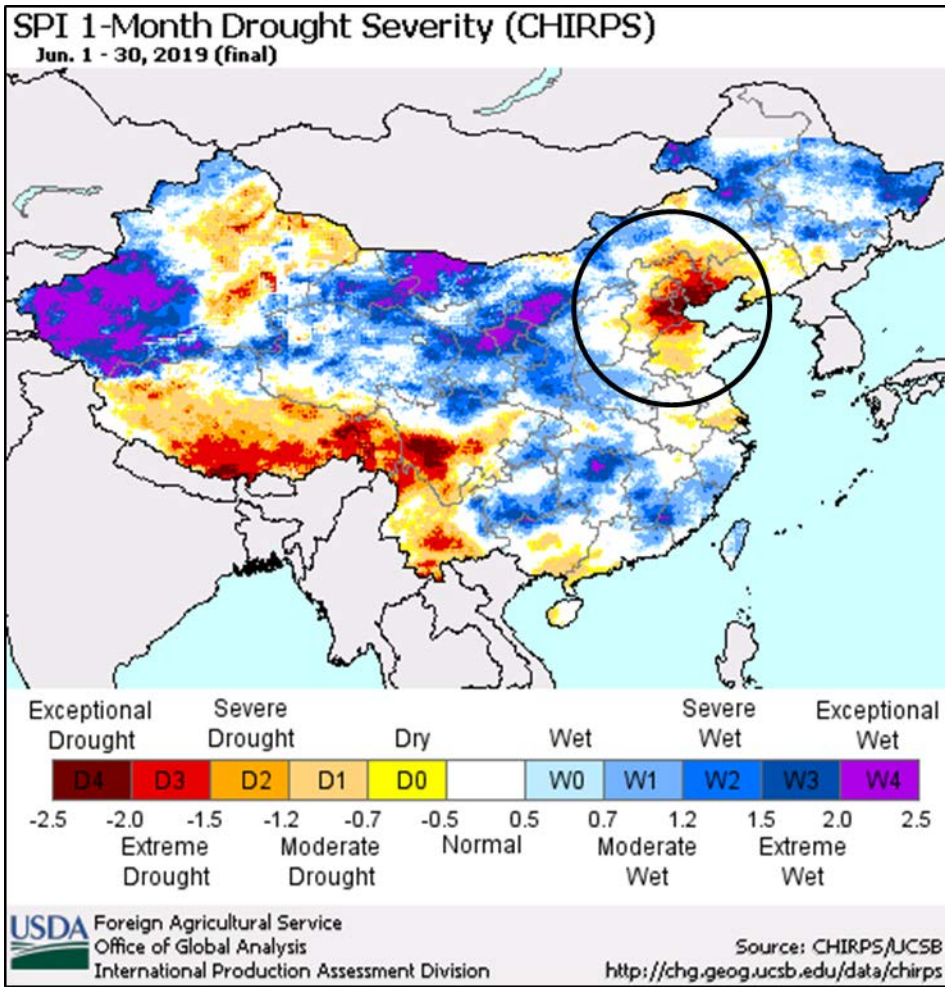 SPI 1-Month Drought Severity (CHIRPS)
Jun. 1 - 30, 2019 (final)
Exceptional Drought
Severe Drought
Dry
Wet
Severe Wet
Exceptional Wet
D4 D3 D2 D1 D0 W0 W1 W2 W3 W4
-2.5 -2.0 -1.5 -1.2 -0.7 -0.5 0.5 0.7 1.2 1.5 2.0 2.5
Extreme Drought
Moderate Drought
Normal
Moderate Wet
Extreme Wet
USDA
Foreign Agricultural Service
Office of Global Analysis
International Production Assessment Division
Source: CHIRPS/UCSB
http://chg.geog.ucsb.edu/data/chirps